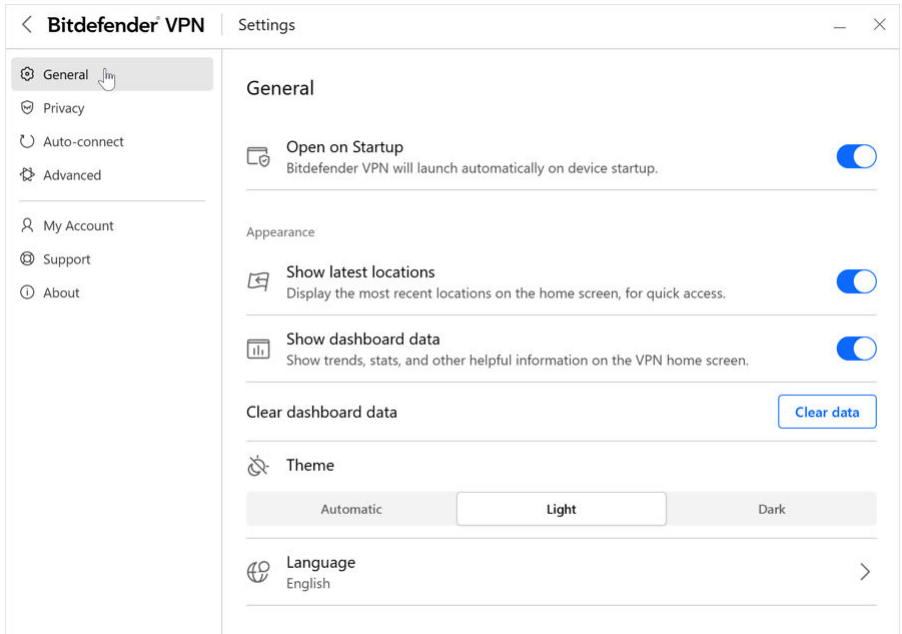 Bitdefender® VPN
Settings
General
Privacy
Auto-connect
Advanced
My Account
Support
About
General
Open on Startup
Bitdefender VPN will launch automatically on device startup.
Appearance
Show latest locations
Display the most recent locations on the home screen, for quick access.
Show dashboard data
Show trends, stats, and other helpful information on the VPN home screen.
Clear dashboard data
Clear data
Theme
Automatic
Light
Dark
Language
English